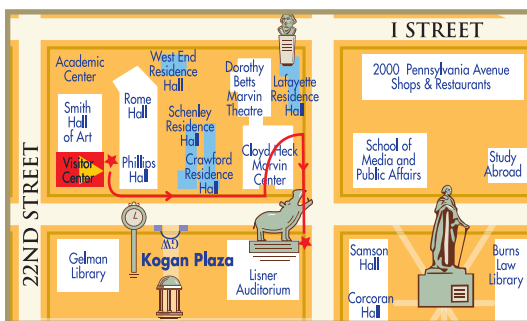 I STREET
Academic
Center
West End
Residence
Hall
Dorothy
Betts
Marvin
Theatre
Lafayette
Residence
Hall
2000 Pennsylvania Avenue
Shops & Restaurants
Smith
Hall
of Art
Rome
Hall
Schenley
Residence
Hall
Visitor
Center
Phillips
Hall
Crawford
Residence
Hall
Cloyd Heck
Marvin
Center
School of
Media and
Public Affairs
Study
Abroad
22ND STREET
GW
Kogan Plaza
Gelman
Library
Lisner
Auditorium
Samson
Hall
Corcoran
Hall
Burns
Law
Library